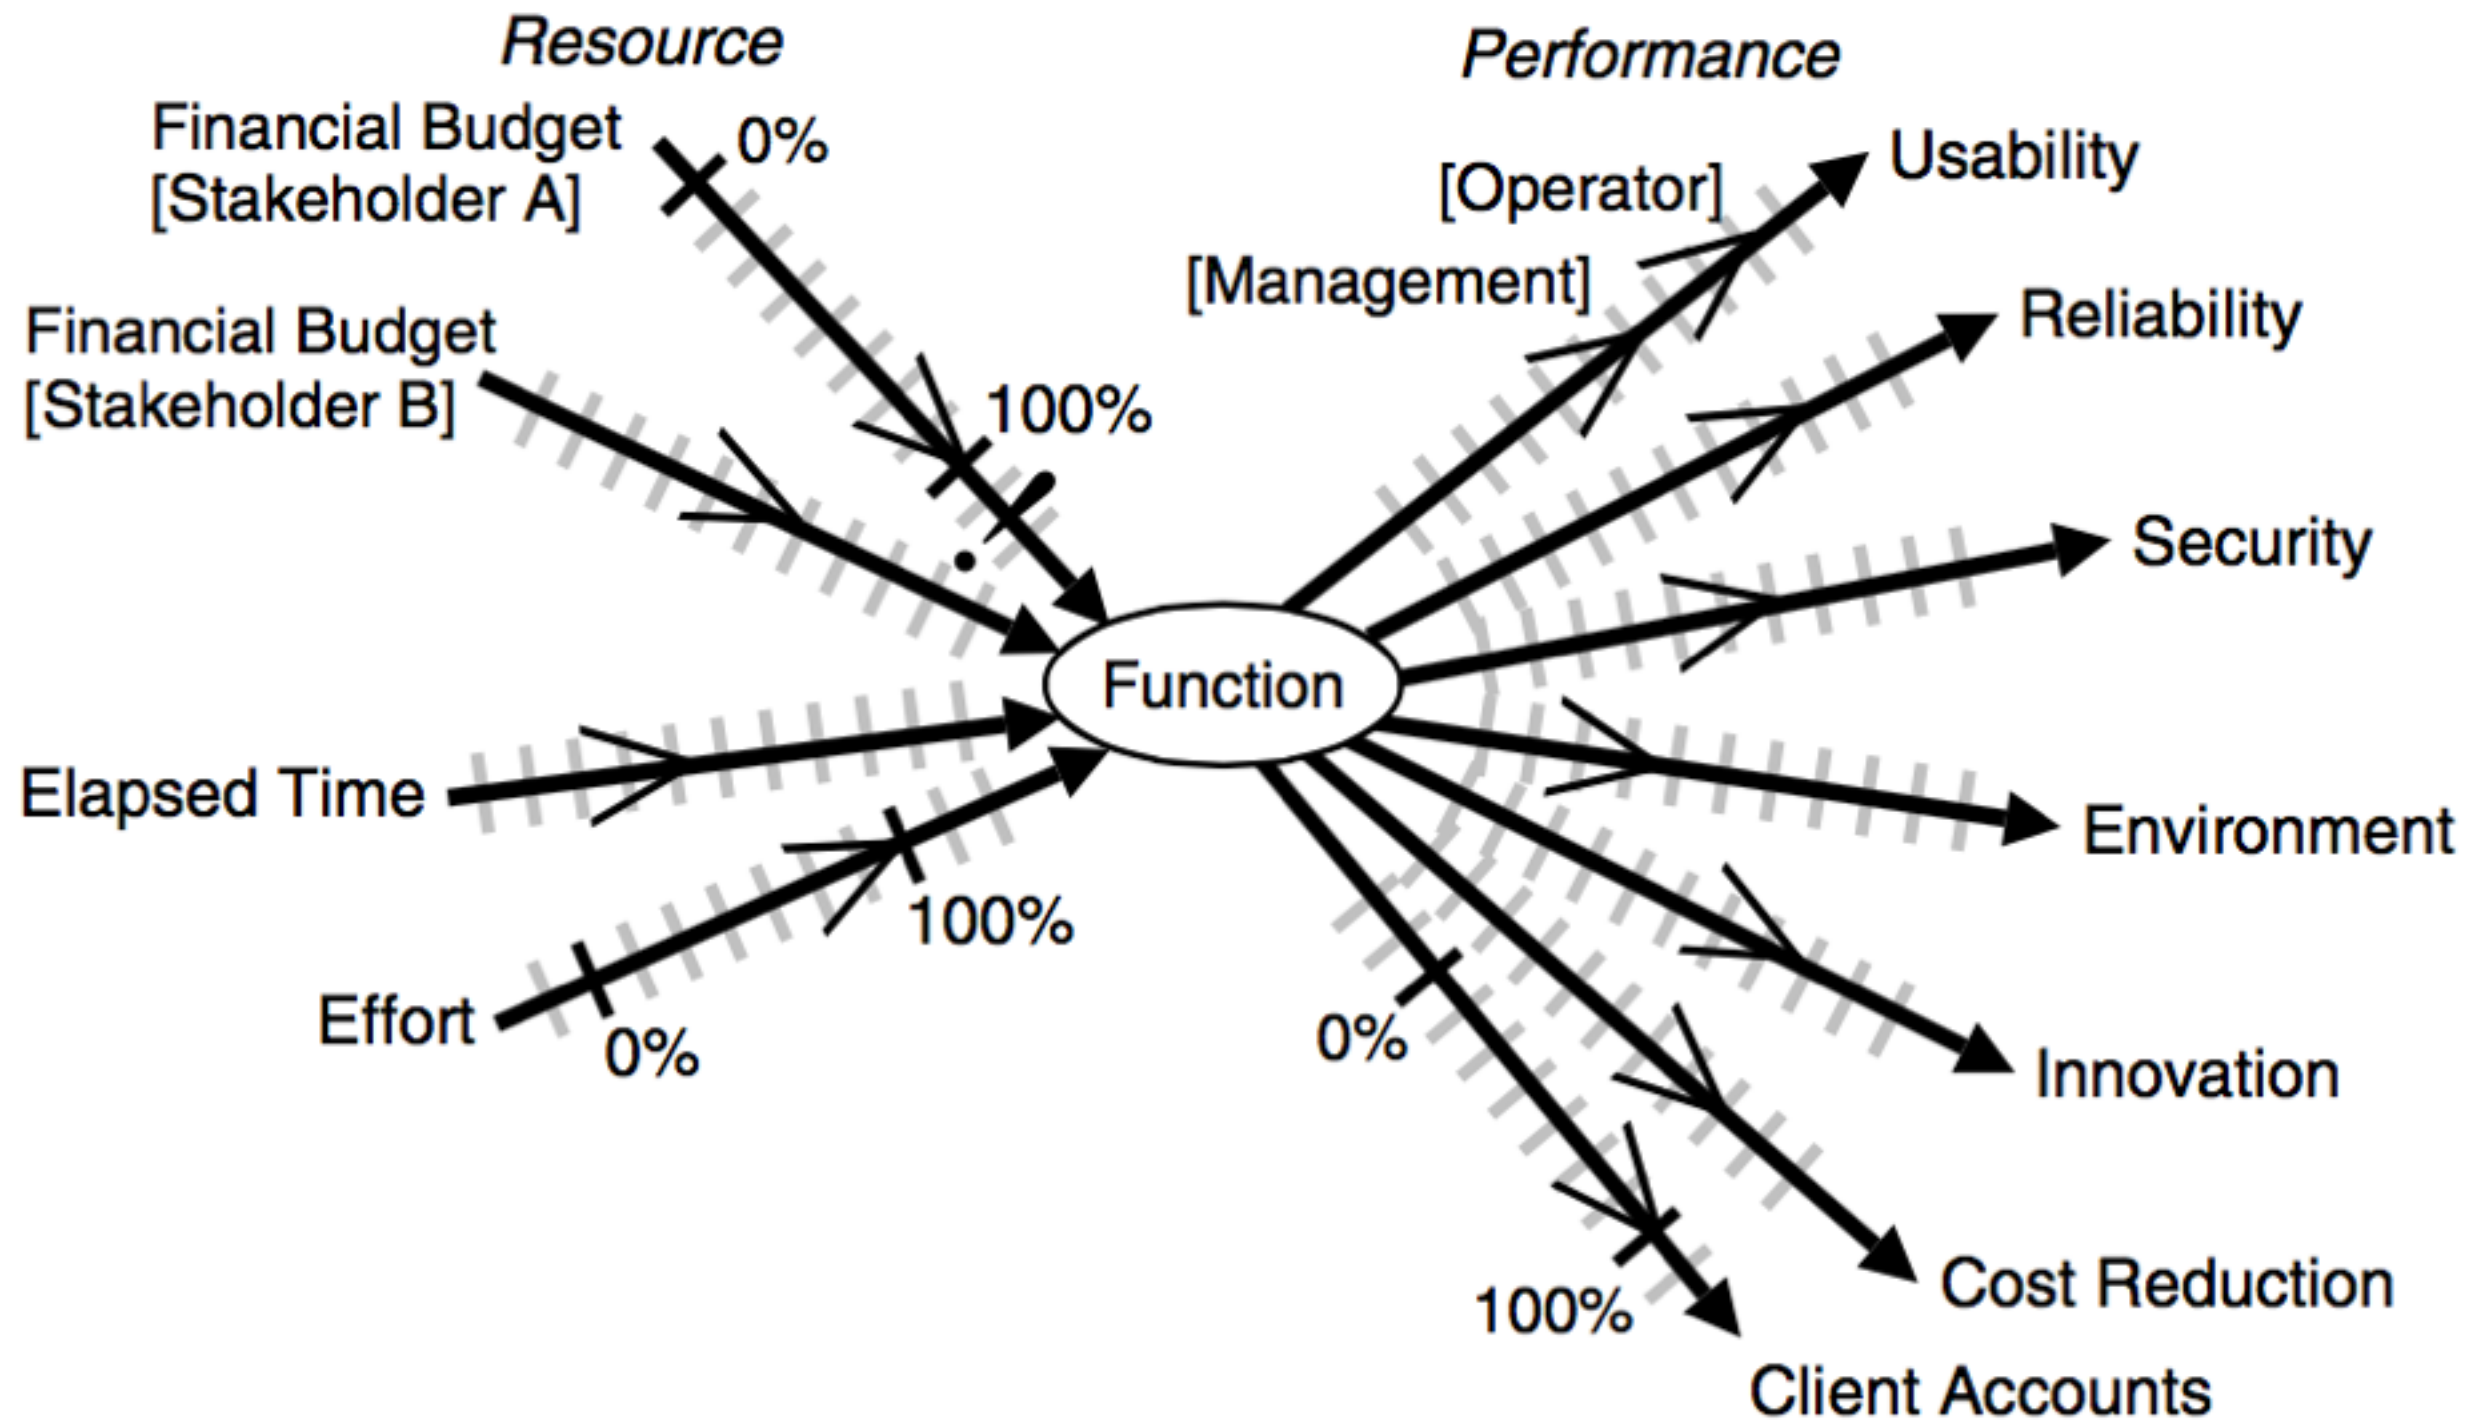 Resource
Performance
Financial Budget
[Stakeholder A]
0%
Financial Budget
[Stakeholder B]
100%
Elapsed Time
Effort
0%
100%
Function
[Operator]
[Management]
Usability
Reliability
Security
Environment
Innovation
Cost Reduction
Client Accounts
0%
100%